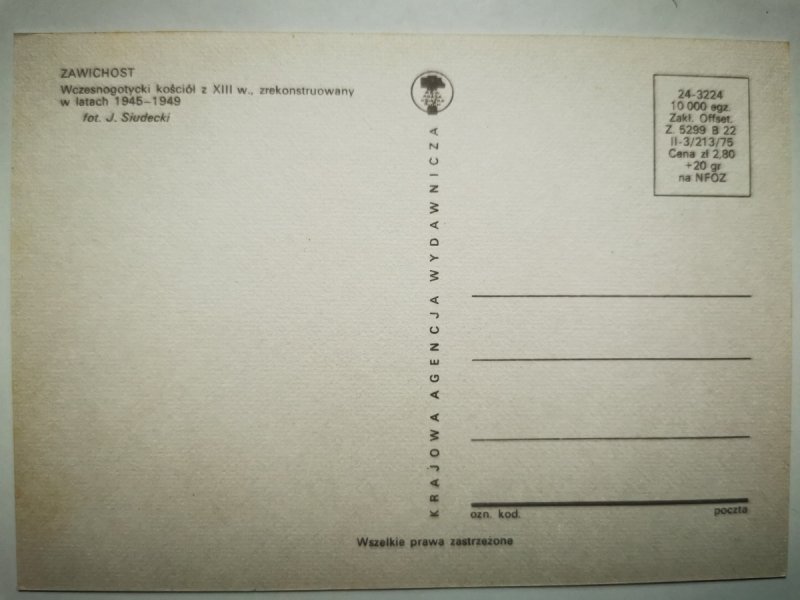 ZAWICHOST
Wczesnogotycki kościół z XIII w., zrekonstruowany
w latach 1945-1949
fot. J. Siudecki
KRAJOWA AGENCJA WYDAWNICZA
24-3224
10 000 egz.
Zakł. Offset.
Z. 5299 B 22
II-3/213/75
Cena zł 2,80
+20 gr
na NFOZ
ozn. kod.
poczta
Wszelkie prawa zastrzeżone